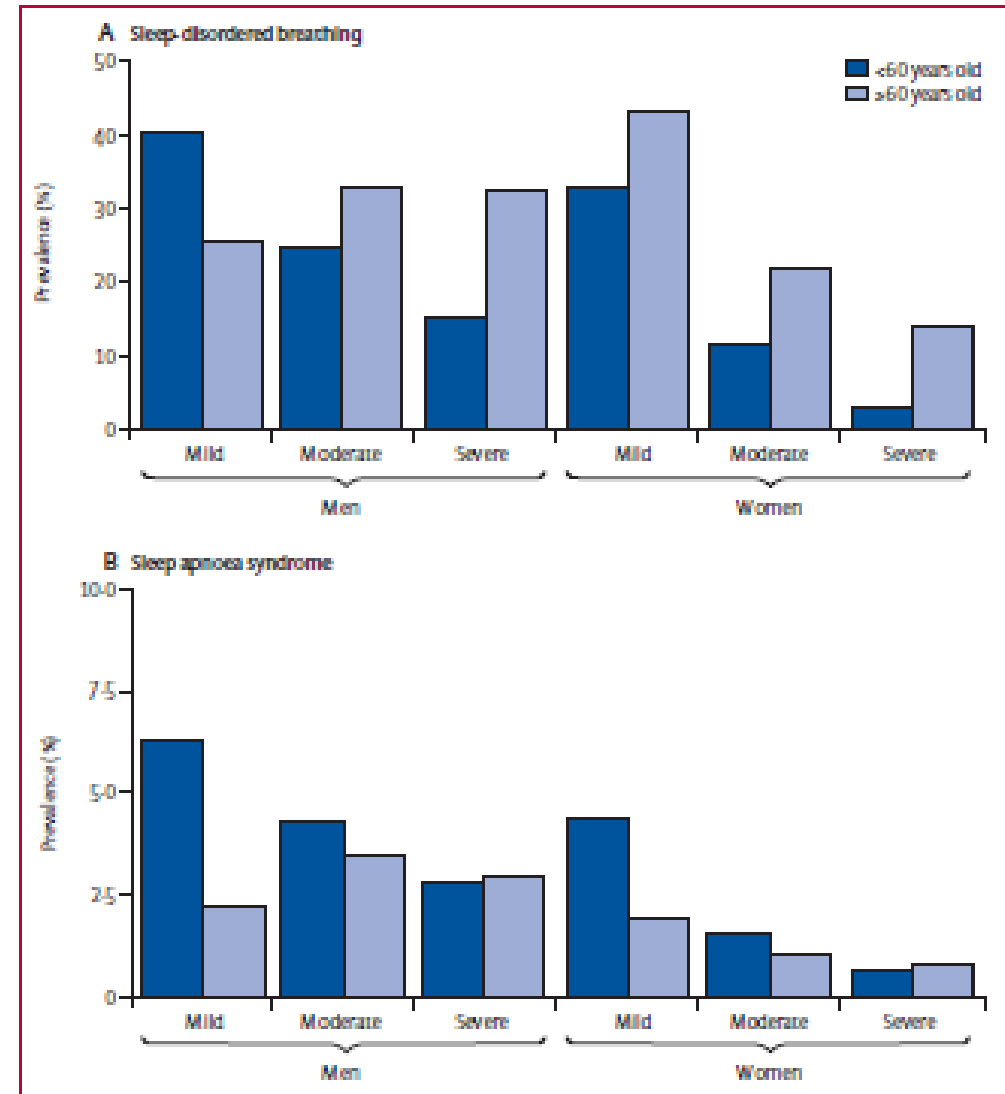 A Sleep-disordered breathing
<60 years old
≥60 years old
Prevalence (%)
50
40
30
20
10
0
Mild Moderate Severe Mild Moderate Severe
Men Women
B Sleep apnoea syndrome
Prevalence (%)
10·0
7·5
5·0
2·5
0
Mild Moderate Severe Mild Moderate Severe
Men Women